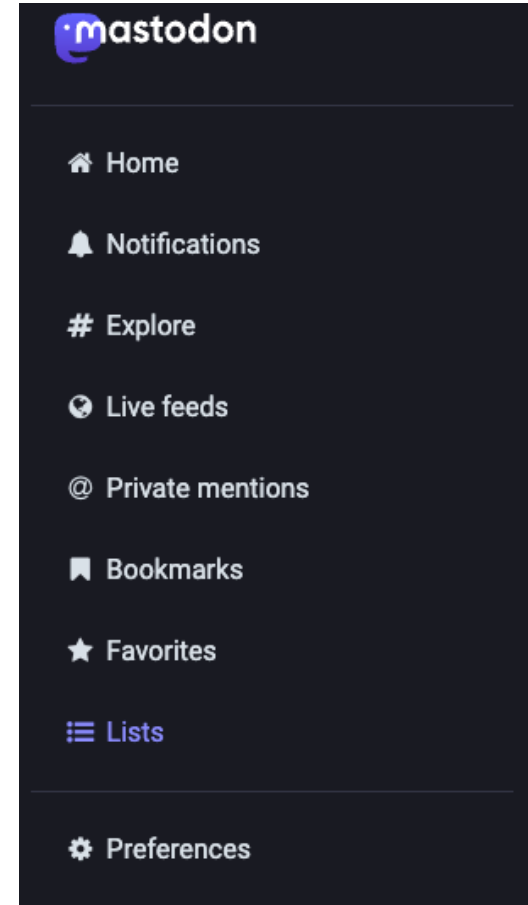 mastodon
Home
Notifications
# Explore
Live feeds
@ Private mentions
Bookmarks
Favorites
Lists
Preferences